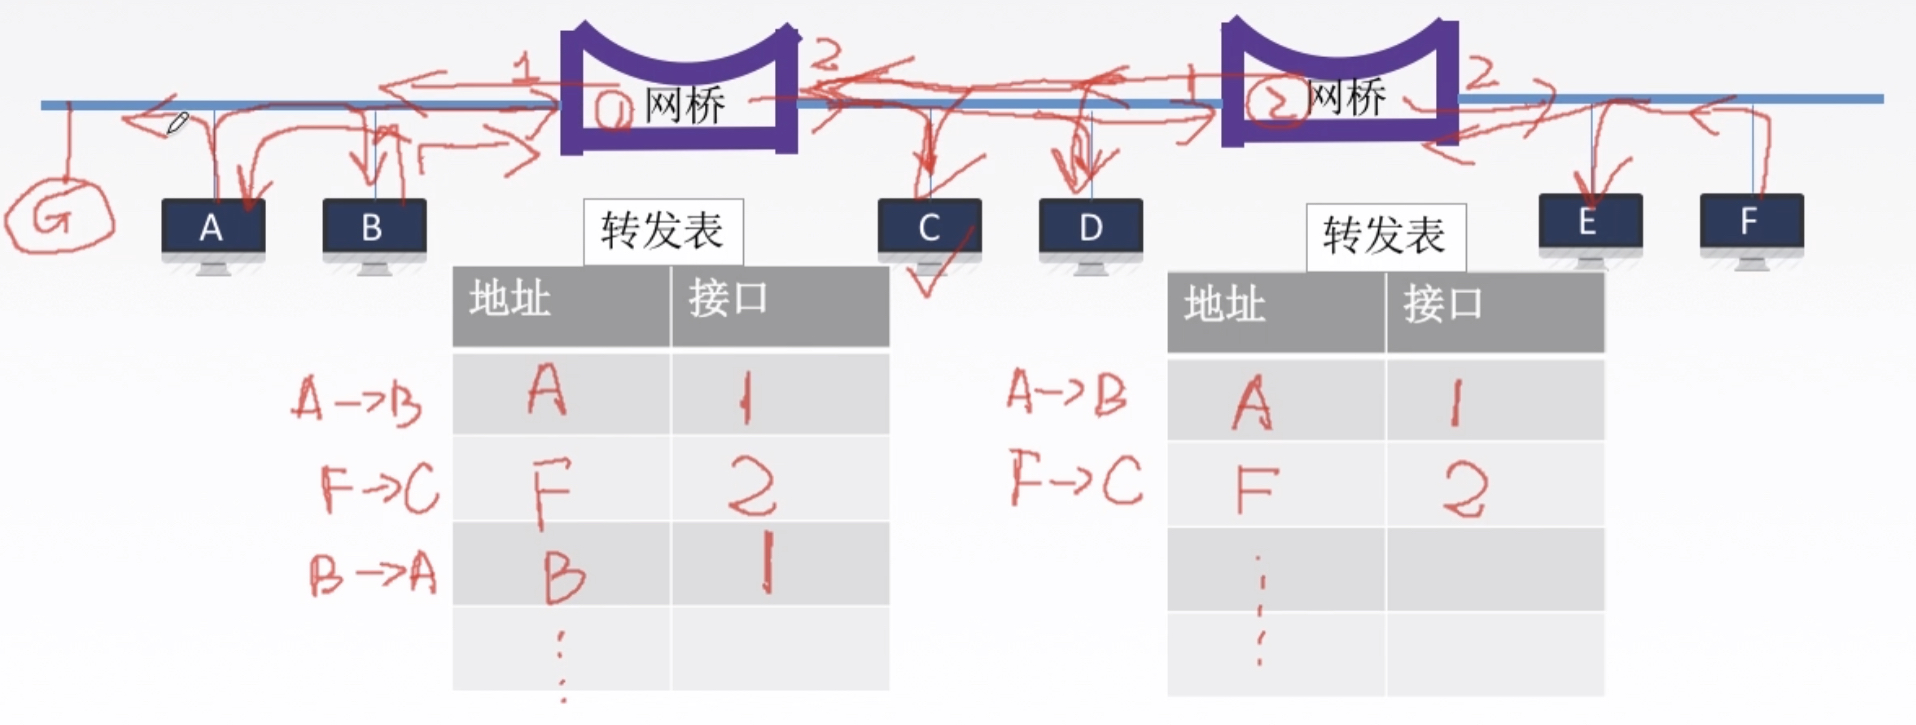 1
2
1
2
① 网桥
② 网桥
G
A
B
C
D
E
F
转发表
地址 接口
A→B A 1
F→C F 2
B→A B 1
转发表
地址 接口
A→B A 1
F→C F 2